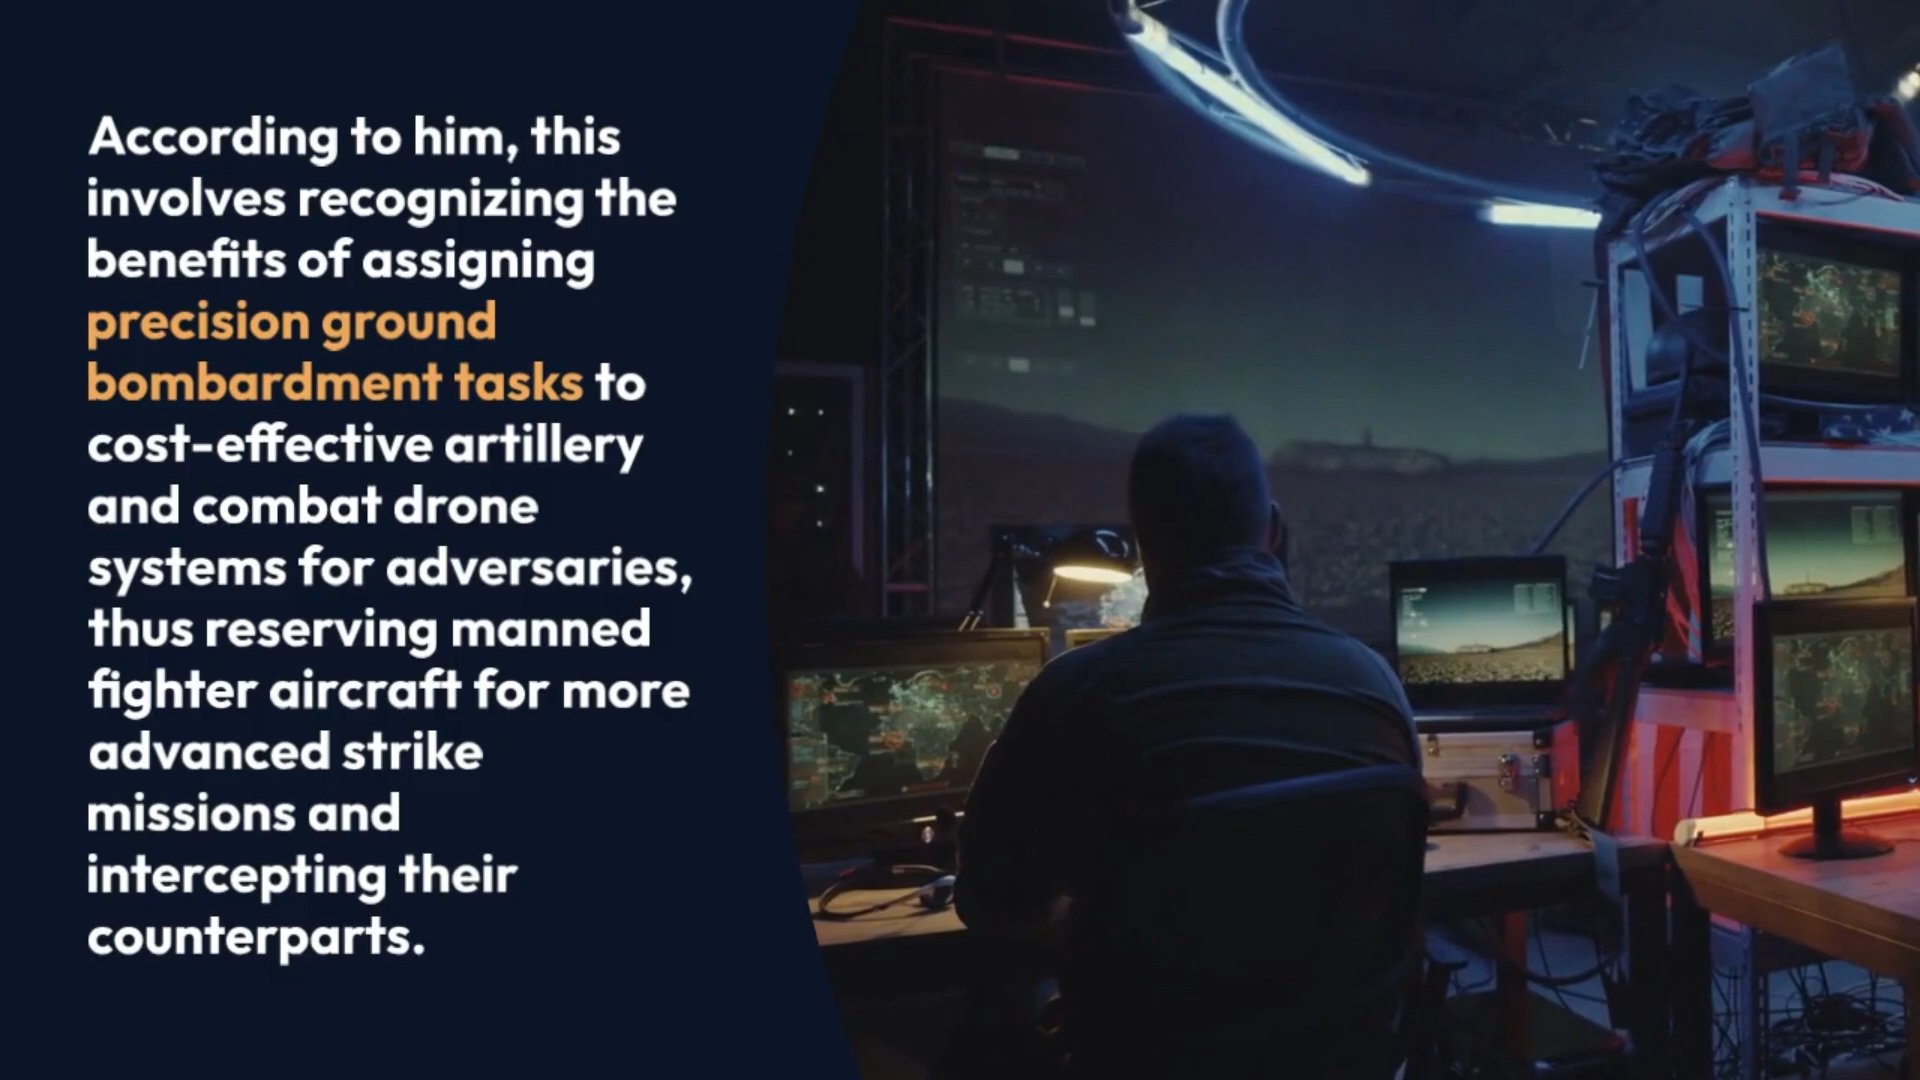 According to him, this
involves recognizing the
benefits of assigning
precision ground
bombardment tasks to
cost-effective artillery
and combat drone
systems for adversaries,
thus reserving manned
fighter aircraft for more
advanced strike
missions and
intercepting their
counterparts.